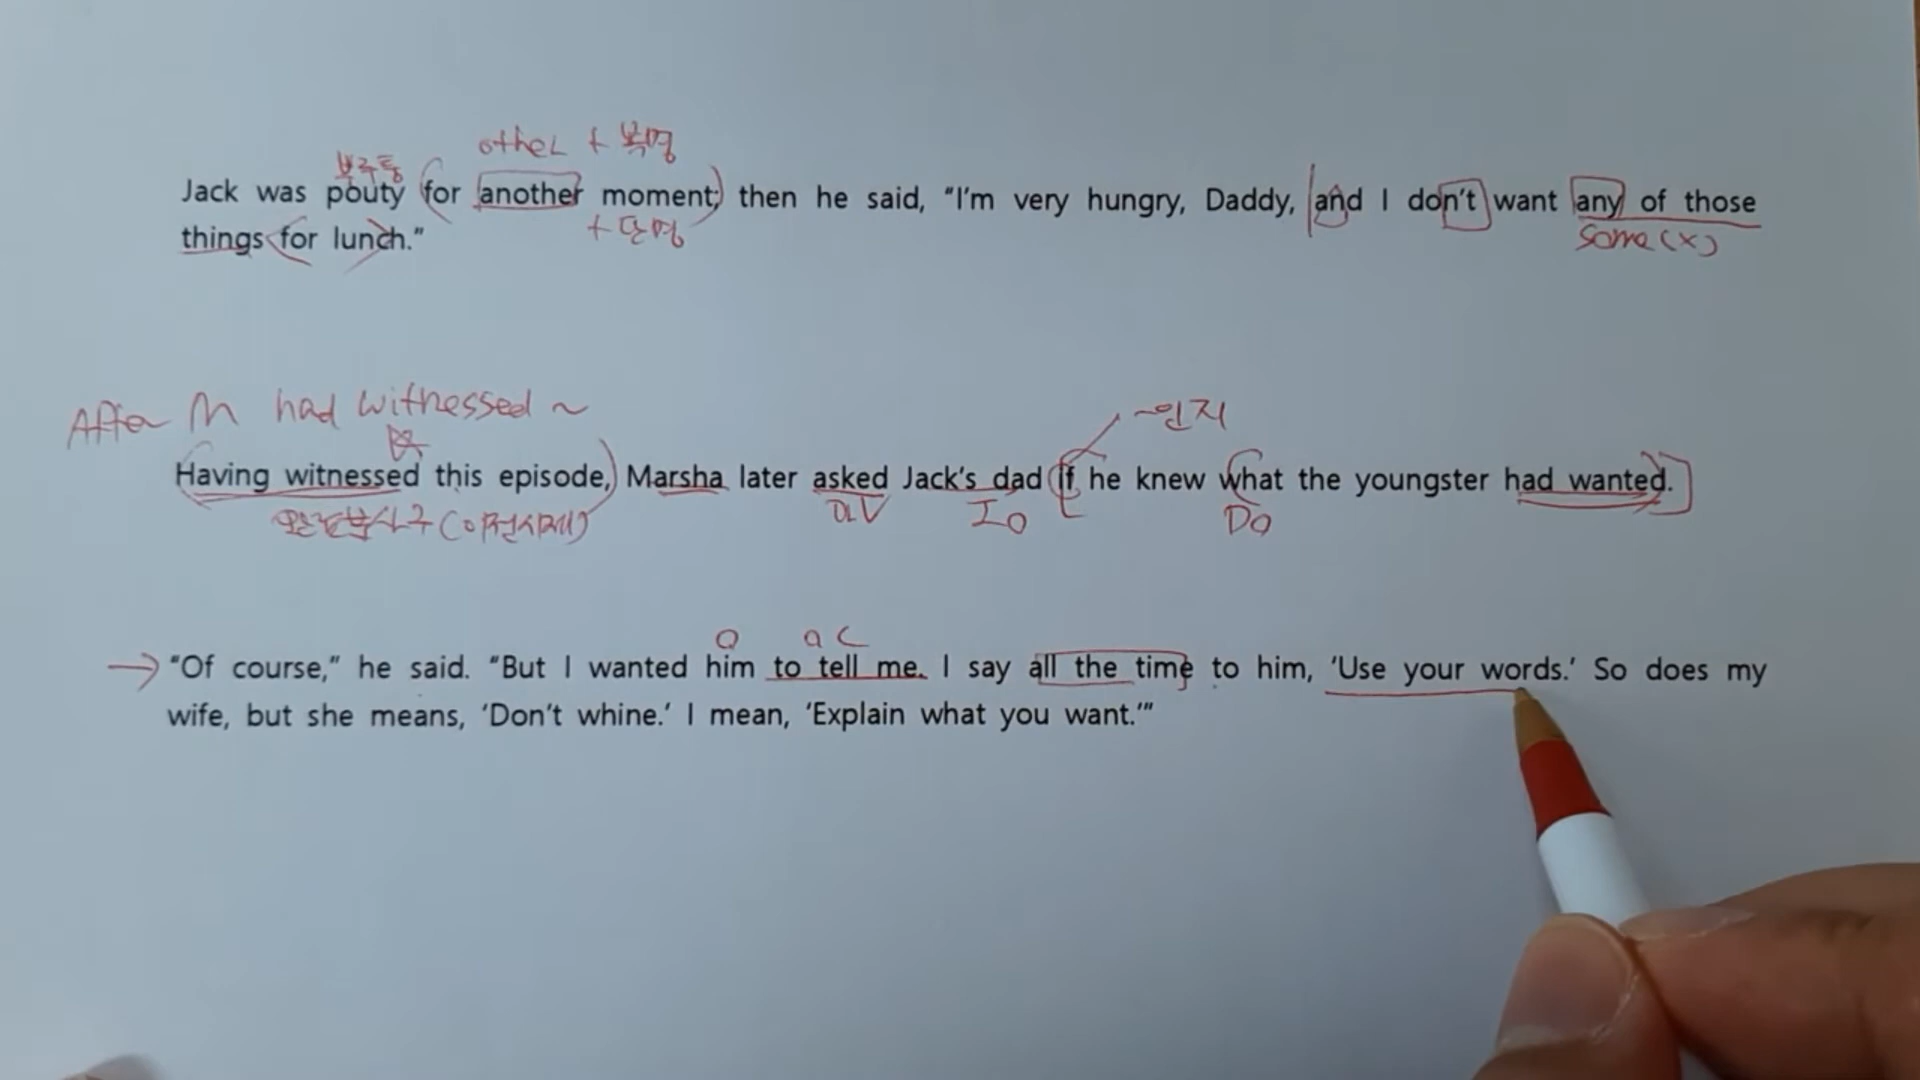 other + 복명
부루퉁
Jack was pouty for another moment; then he said, “I’m very hungry, Daddy, and I don’t want any of those
+ 단명
things for lunch.”
some (x)
After M had witnessed ~
~인지
Having witnessed this episode, Marsha later asked Jack’s dad if he knew what the youngster had wanted.
IO
DO
O
“Of course,” he said. “But I wanted him to tell me. I say all the time to him, ‘Use your words.’ So does my
wife, but she means, ‘Don’t whine.’ I mean, ‘Explain what you want.’”